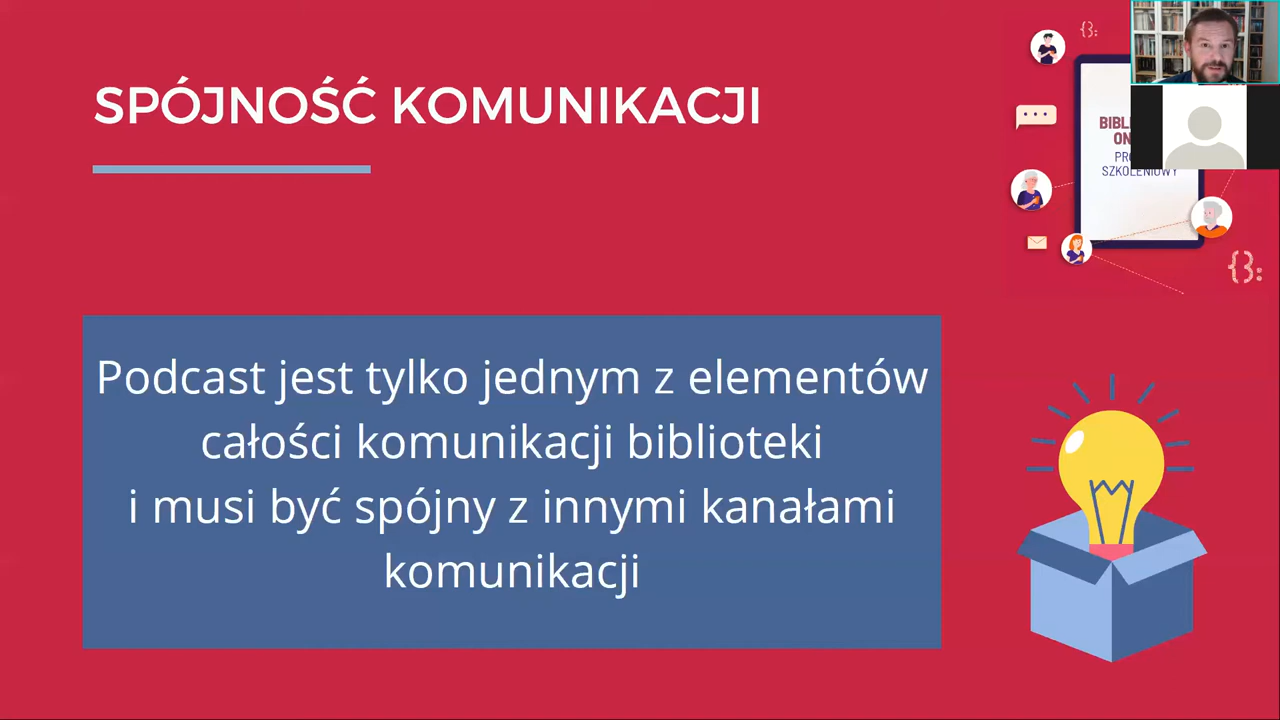 SPÓJNOŚĆ KOMUNIKACJI
Podcast jest tylko jednym z elementów
całości komunikacji biblioteki
i musi być spójny z innymi kanałami
komunikacji
SZKOLENIOWY